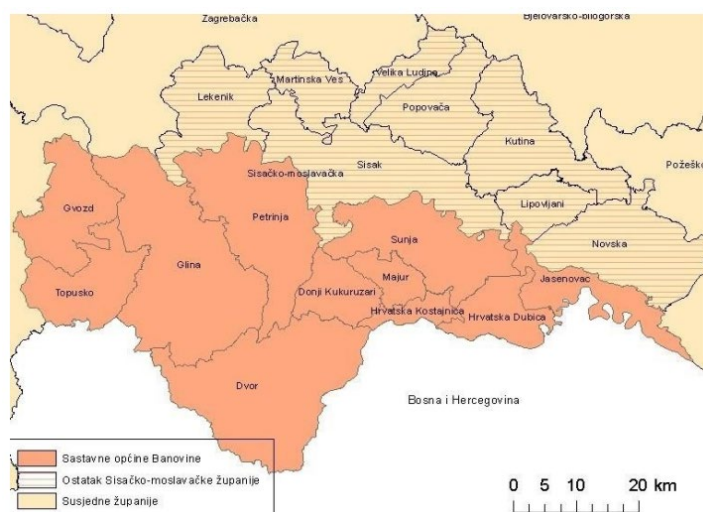 Zagrebačka
Bjelovarsko-bilogorska
Martinska Ves
Velika Ludina
Lekenik
Popovača
Kutina
Sisak
Požešk
Sisačko-moslavačka
Gvozd
Lipovljani
Petrinja
Sunja
Novska
Glina
Majur
Jasenovac
Topusko
Donji Kukuruzari
Hrvatska Kostajnica
Hrvatska Dubica
Dvor
Bosna i Hercegovina
Sastavne općine Banovine
Ostatak Sisačko-moslavačke županije
Susjedne županije
0 5 10 20 km